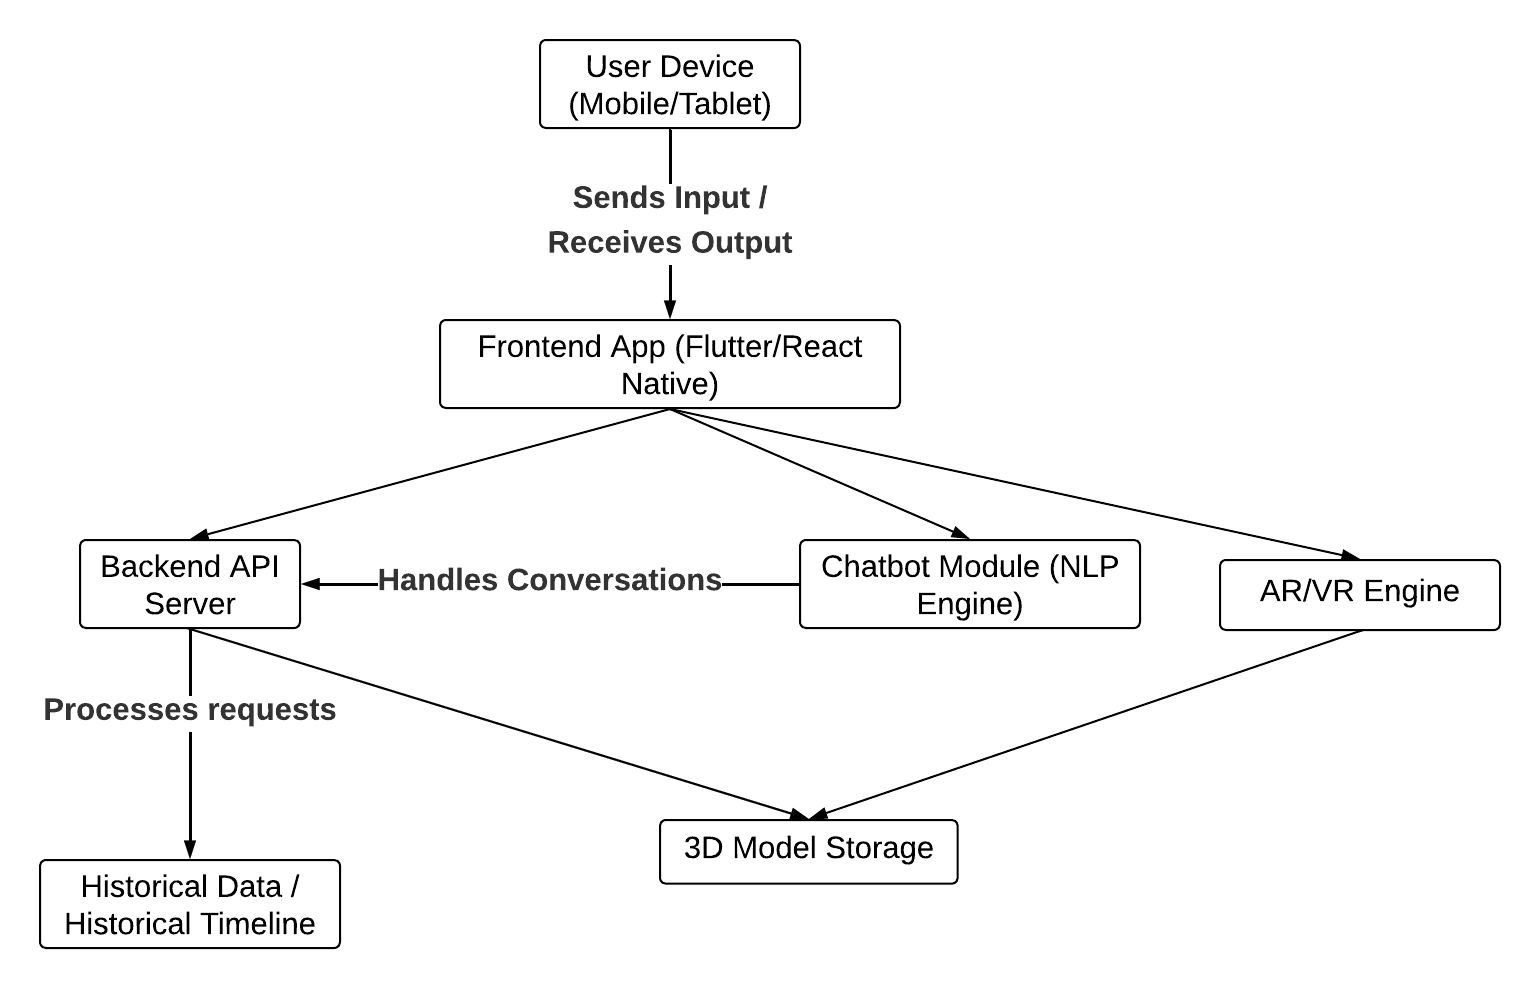 User Device
(Mobile/Tablet)
Sends Input /
Receives Output
Frontend App (Flutter/React
Native)
Backend API
Server
Handles Conversations
Chatbot Module (NLP
Engine)
AR/VR Engine
Processes requests
3D Model Storage
Historical Data /
Historical Timeline